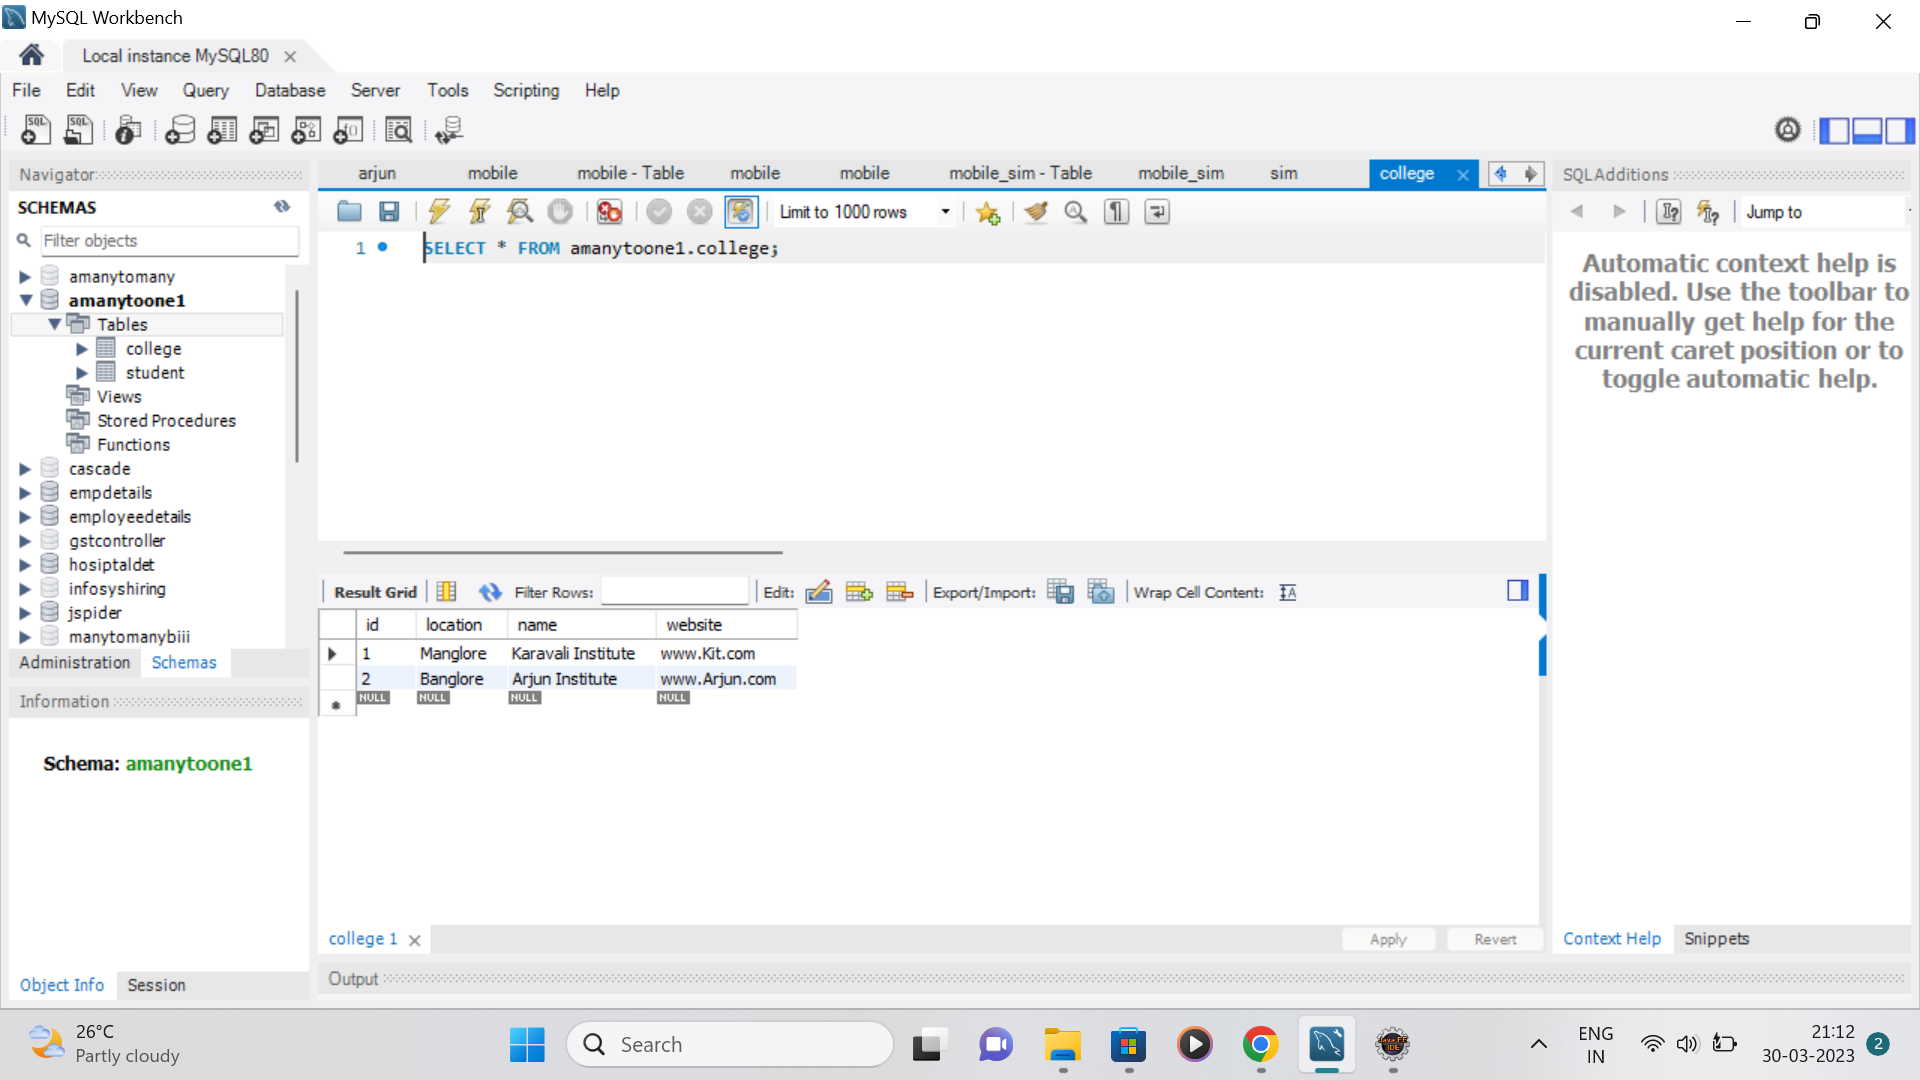 MySQL Workbench
Local instance MySQL80
File Edit View Query Database Server Tools Scripting Help
Navigator
SCHEMAS
Filter objects
amanytomany
amanytoone1
Tables
college
student
Views
Stored Procedures
Functions
cascade
empdetails
employeedetails
gstcontroller
hosiptaldet
infosyshiring
jspider
manytomanybiii
Administration Schemas
Information
Schema: amanytoone1
Object Info Session
arjun mobile mobile - Table mobile mobile mobile_sim - Table mobile_sim sim college
Limit to 1000 rows
1 SELECT * FROM amanytoone1.college;
Result Grid Filter Rows: Edit: Export/Import: Wrap Cell Content:
id location name website
1 Manglore Karavali Institute www.Kit.com
2 Banglore Arjun Institute www.Arjun.com
NULL NULL NULL NULL
college 1
Apply Revert
Output
SQLAdditions
Jump to
Automatic context help is
disabled. Use the toolbar to
manually get help for the
current caret position or to
toggle automatic help.
Context Help Snippets
26°C
Partly cloudy
Search
ENG
IN
21:12
30-03-2023
2